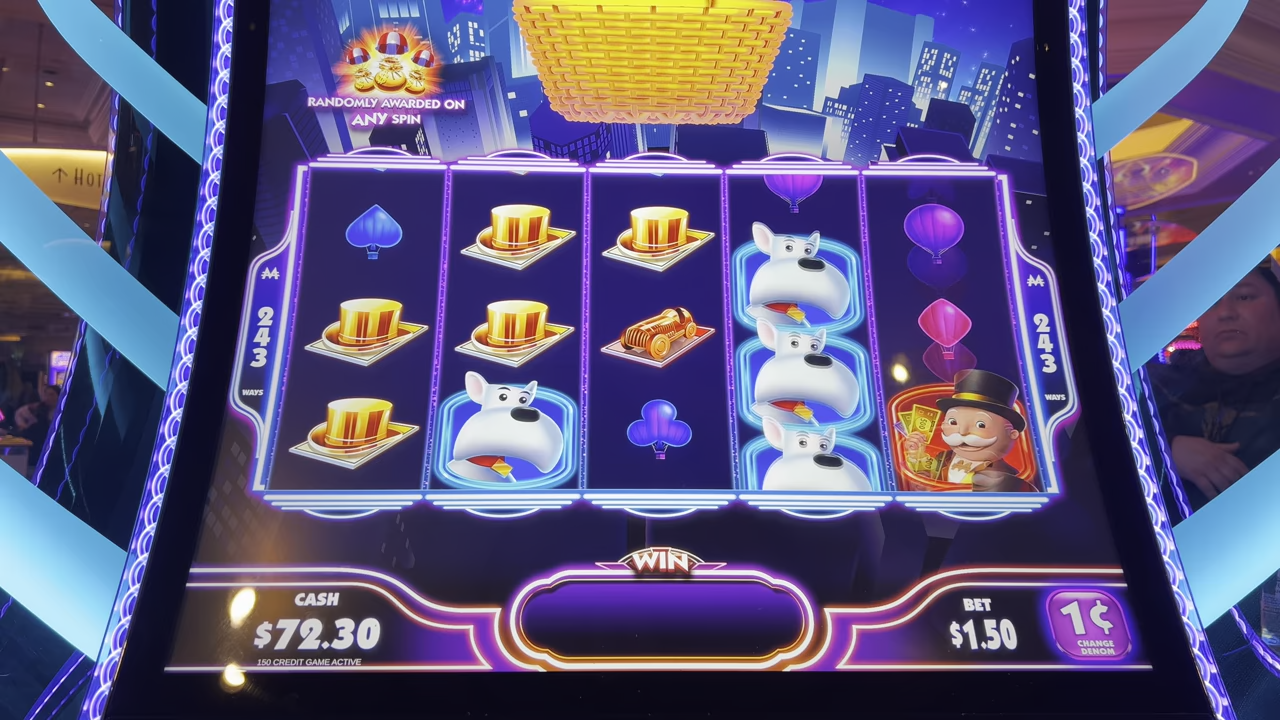 RANDOMLY AWARDED ON
ANY SPIN
↑ Hot
243
WAYS
243
WAYS
WIN
CASH
$72.30
150 CREDIT GAME ACTIVE
BET
$1.50
1¢
CHANGE
DENOM